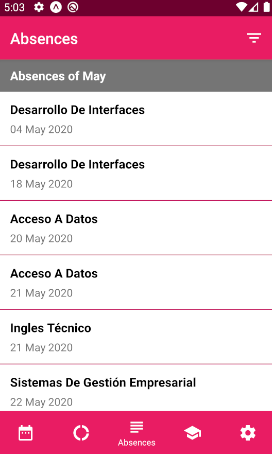 5:03
Absences
Absences of May
Desarrollo De Interfaces
04 May 2020
Desarrollo De Interfaces
18 May 2020
Acceso A Datos
20 May 2020
Acceso A Datos
21 May 2020
Ingles Técnico
21 May 2020
Sistemas De Gestión Empresarial
22 May 2020
Absences